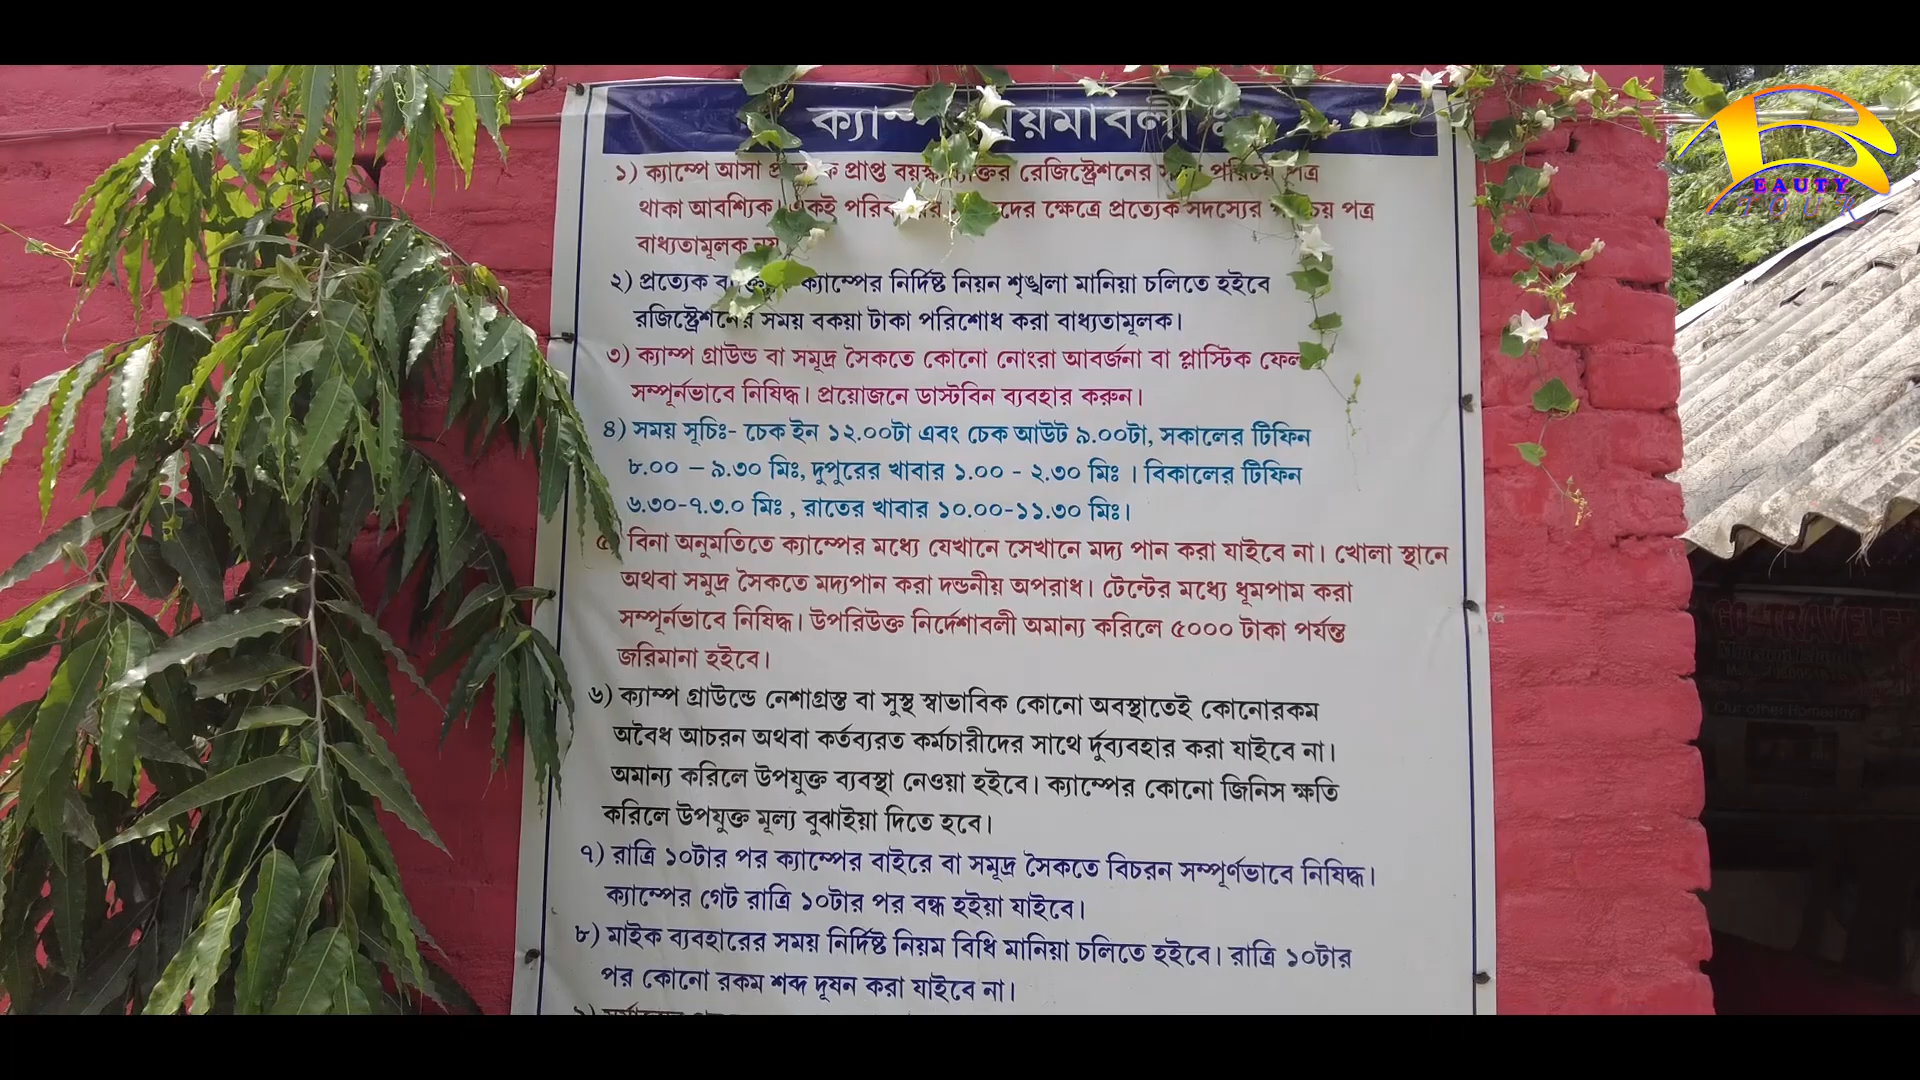 ১) ক্যাম্পে আসা প্রাপ্ত রেজিস্ট্রেশনের
থাকা আবশ্যিক। একই ক্ষেত্রে প্রত্যেক সদস্যের পত্র
বাধ্যতামূলক
২) প্রত্যেক ক্যাম্পের নির্দিষ্ট নিয়ন শৃঙ্খলা মানিয়া চলিতে হইবে
রজিস্ট্রেশনের সময় বকয়া টাকা পরিশোধ করা বাধ্যতামূলক।
৩) ক্যাম্প গ্রাউন্ড বা সমূদ্র সৈকতে কোনো নোংরা আবর্জনা বা প্লাস্টিক
সম্পূর্নভাবে নিষিদ্ধ। প্রয়োজনে ডাস্টবিন ব্যবহার করুন।
৪) সময় সূচিঃ- চেক ইন ১২.০০টা এবং চেক আউট ৯.০০টা, সকালের টিফিন
৮.০০ – ৯.৩০ মিঃ, দুপুরের খাবার ১.০০ - ২.৩০ মিঃ । বিকালের টিফিন
৬.৩০-৭.৩.০ মিঃ , রাতের খাবার ১০.০০-১১.৩০ মিঃ।
৫) বিনা অনুমতিতে ক্যাম্পের মধ্যে যেখানে সেখানে মদ্য পান করা যাইবে না। খোলা স্থানে
অথবা সমুদ্র সৈকতে মদ্যপান করা দন্ডনীয় অপরাধ। টেন্টের মধ্যে ধূমপাম করা
সম্পূর্নভাবে নিষিদ্ধ। উপরিউক্ত নির্দেশাবলী অমান্য করিলে ৫০০০ টাকা পর্যন্ত
জরিমানা হইবে।
৬) ক্যাম্প গ্রাউন্ডে নেশাগ্রস্ত বা সুস্থ স্বাভাবিক কোনো অবস্থাতেই কোনোরকম
অবৈধ আচরন অথবা কর্তব্যরত কর্মচারীদের সাথে র্দুব্যবহার করা যাইবে না।
অমান্য করিলে উপযুক্ত ব্যবস্থা নেওয়া হইবে। ক্যাম্পের কোনো জিনিস ক্ষতি
করিলে উপযুক্ত মূল্য বুঝাইয়া দিতে হবে।
৭) রাত্রি ১০টার পর ক্যাম্পের বাইরে বা সমূদ্র সৈকতে বিচরন সম্পূর্ণভাবে নিষিদ্ধ।
ক্যাম্পের গেট রাত্রি ১০টার পর বন্ধ হইয়া যাইবে।
৮) মাইক ব্যবহারের সময় নির্দিষ্ট নিয়ম বিধি মানিয়া চলিতে হইবে। রাত্রি ১০টার
পর কোনো রকম শব্দ দূষন করা যাইবে না।
BEAUTY
TOUR
Our other Homestay